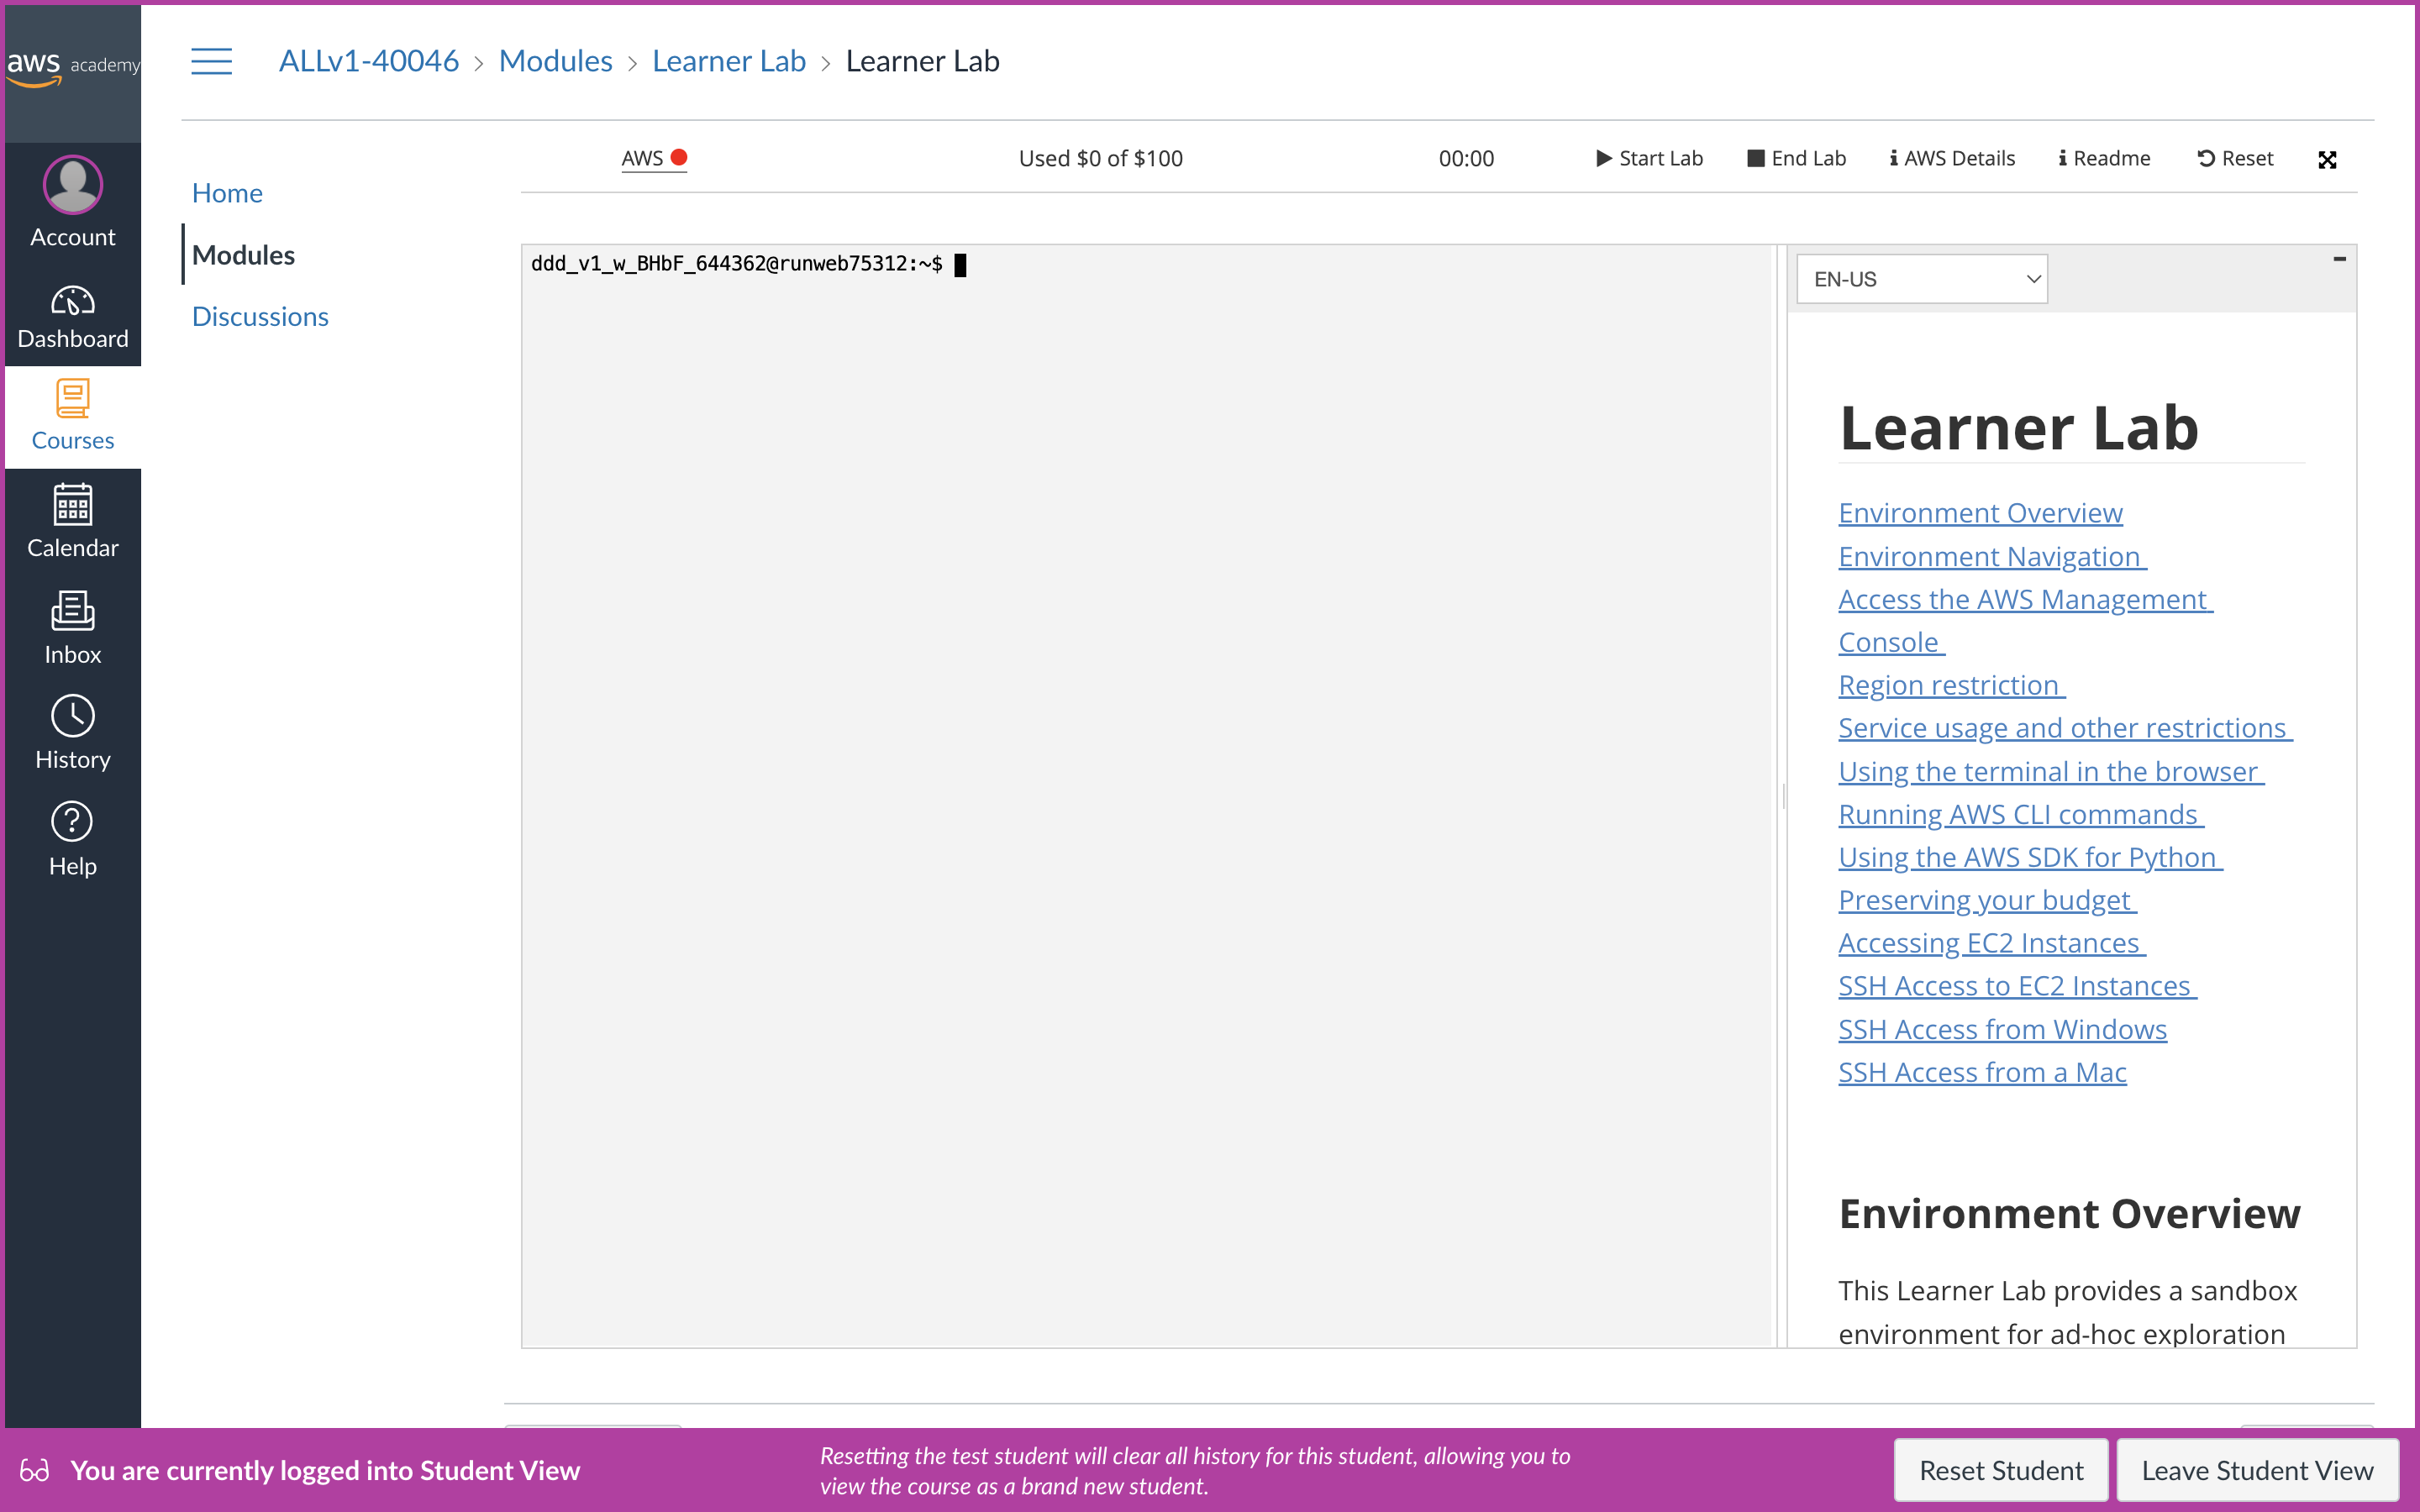 aws academy
Account
Dashboard
Courses
Calendar
Inbox
History
Help
ALLv1-40046 › Modules › Learner Lab › Learner Lab
Home
Modules
Discussions
AWS
Used $0 of $100
00:00
Start Lab
End Lab
AWS Details
Readme
Reset
ddd_v1_w_BHbF_644362@runweb75312:~$
EN-US
Learner Lab
Environment Overview
Environment Navigation
Access the AWS Management
Console
Region restriction
Service usage and other restrictions
Using the terminal in the browser
Running AWS CLI commands
Using the AWS SDK for Python
Preserving your budget
Accessing EC2 Instances
SSH Access to EC2 Instances
SSH Access from Windows
SSH Access from a Mac
Environment Overview
This Learner Lab provides a sandbox
environment for ad-hoc exploration
You are currently logged into Student View
Resetting the test student will clear all history for this student, allowing you to
view the course as a brand new student.
Reset Student
Leave Student View